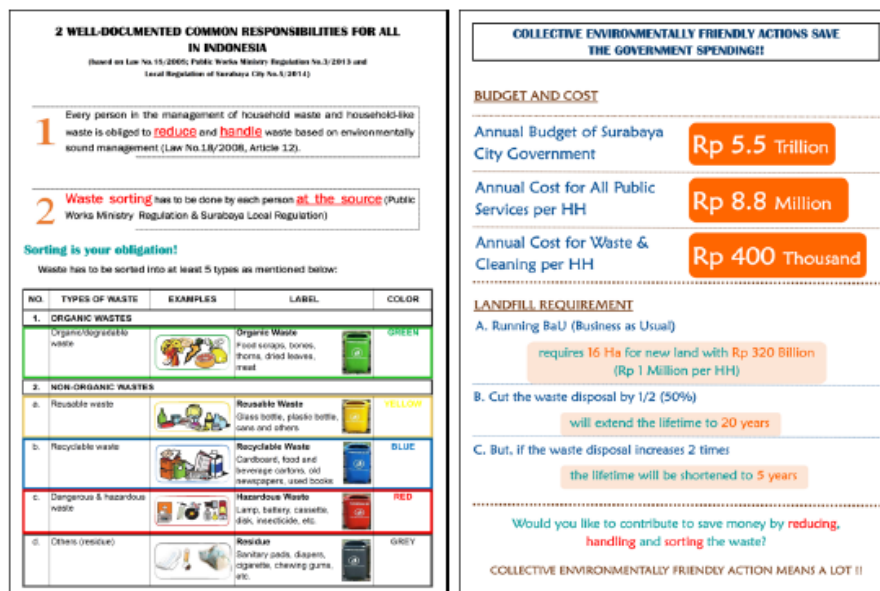 2 WELL-DOCUMENTED COMMON RESPONSIBILITIES FOR ALL
IN INDONESIA
(based on Law No.18/2008; Public Works Ministry Regulation No.3/2013 and
Local Regulation of Surabaya City No.5/2014)
1
Every person in the management of household waste and household-like
waste is obliged to reduce and handle waste based on environmentally
sound management (Law No.18/2008, Article 12).
2
Waste sorting has to be done by each person at the source (Public
Works Ministry Regulation & Surabaya Local Regulation)
Sorting is your obligation!
Waste has to be sorted into at least 5 types as mentioned below:
NO. TYPES OF WASTE EXAMPLES LABEL COLOR
1. ORGANIC WASTES
Organic/degradable waste
Organic Waste
Food scraps, bones,
thorns, dried leaves,
meat
GREEN
2. NON-ORGANIC WASTES
a. Reusable waste
Reusable Waste
Glass bottle, plastic bottle,
cans and others
YELLOW
b. Recyclable waste
Recyclable Waste
Cardboard, food and
beverage cartons, old
newspapers, used books
BLUE
c. Dangerous & hazardous
waste
Hazardous Waste
Lamp, battery, cassette,
disk, insecticide, etc.
RED
d. Others (residue)
Residue
Sanitary pads, diapers,
cigarette, chewing gums,
etc.
GREY
COLLECTIVE ENVIRONMENTALLY FRIENDLY ACTIONS SAVE
THE GOVERNMENT SPENDING!!
BUDGET AND COST
Annual Budget of Surabaya
City Government
Rp 5.5 Trillion
Annual Cost for All Public
Services per HH
Rp 8.8 Million
Annual Cost for Waste &
Cleaning per HH
Rp 400 Thousand
LANDFILL REQUIREMENT
A. Running BaU (Business as Usual)
requires 16 Ha for new land with Rp 320 Billion
(Rp 1 Million per HH)
B. Cut the waste disposal by 1/2 (50%)
will extend the lifetime to 20 years
C. But, if the waste disposal increases 2 times
the lifetime will be shortened to 5 years
Would you like to contribute to save money by reducing,
handling and sorting the waste?
COLLECTIVE ENVIRONMENTALLY FRIENDLY ACTION MEANS A LOT !!